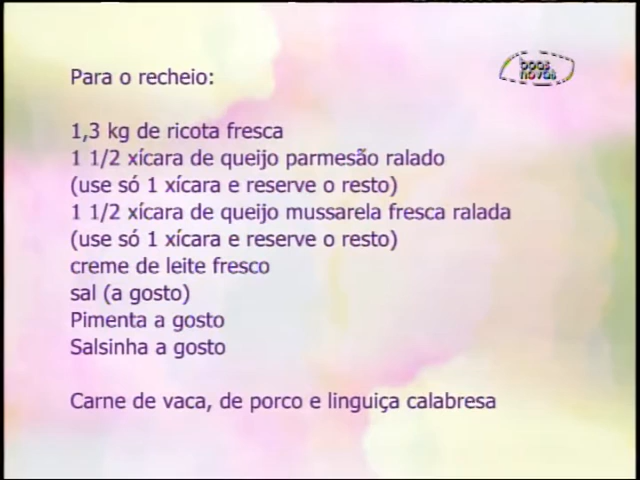 boas
novas
Para o recheio:
1,3 kg de ricota fresca
1 1/2 xícara de queijo parmesão ralado
(use só 1 xícara e reserve o resto)
1 1/2 xícara de queijo mussarela fresca ralada
(use só 1 xícara e reserve o resto)
creme de leite fresco
sal (a gosto)
Pimenta a gosto
Salsinha a gosto
Carne de vaca, de porco e linguiça calabresa